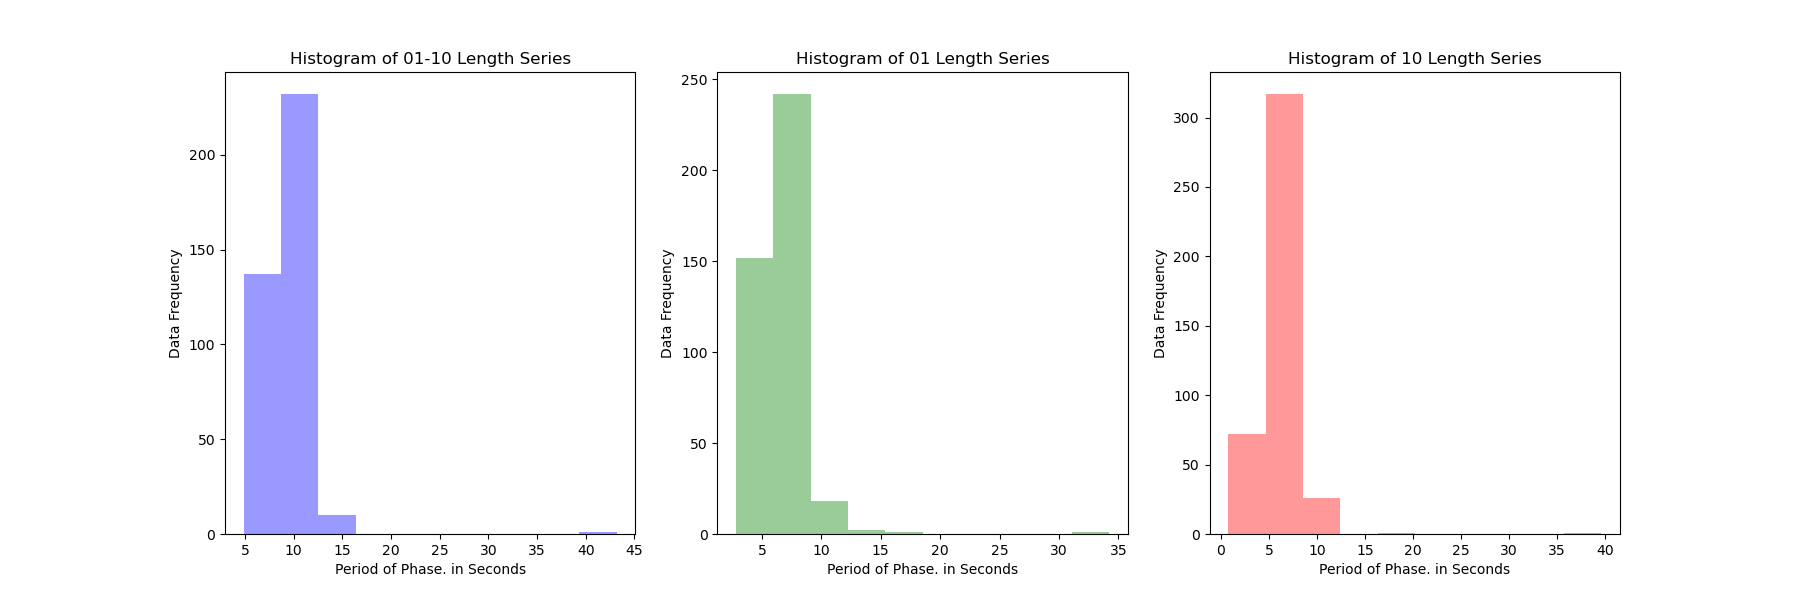 Histogram of 01-10 Length Series
200
150
100
50
0
5 10 15 20 25 30 35 40 45
Data Frequency
Period of Phase. in Seconds
Histogram of 01 Length Series
250
200
150
100
50
0
5 10 15 20 25 30 35
Data Frequency
Period of Phase. in Seconds
Histogram of 10 Length Series
300
250
200
150
100
50
0
0 5 10 15 20 25 30 35 40
Data Frequency
Period of Phase. in Seconds